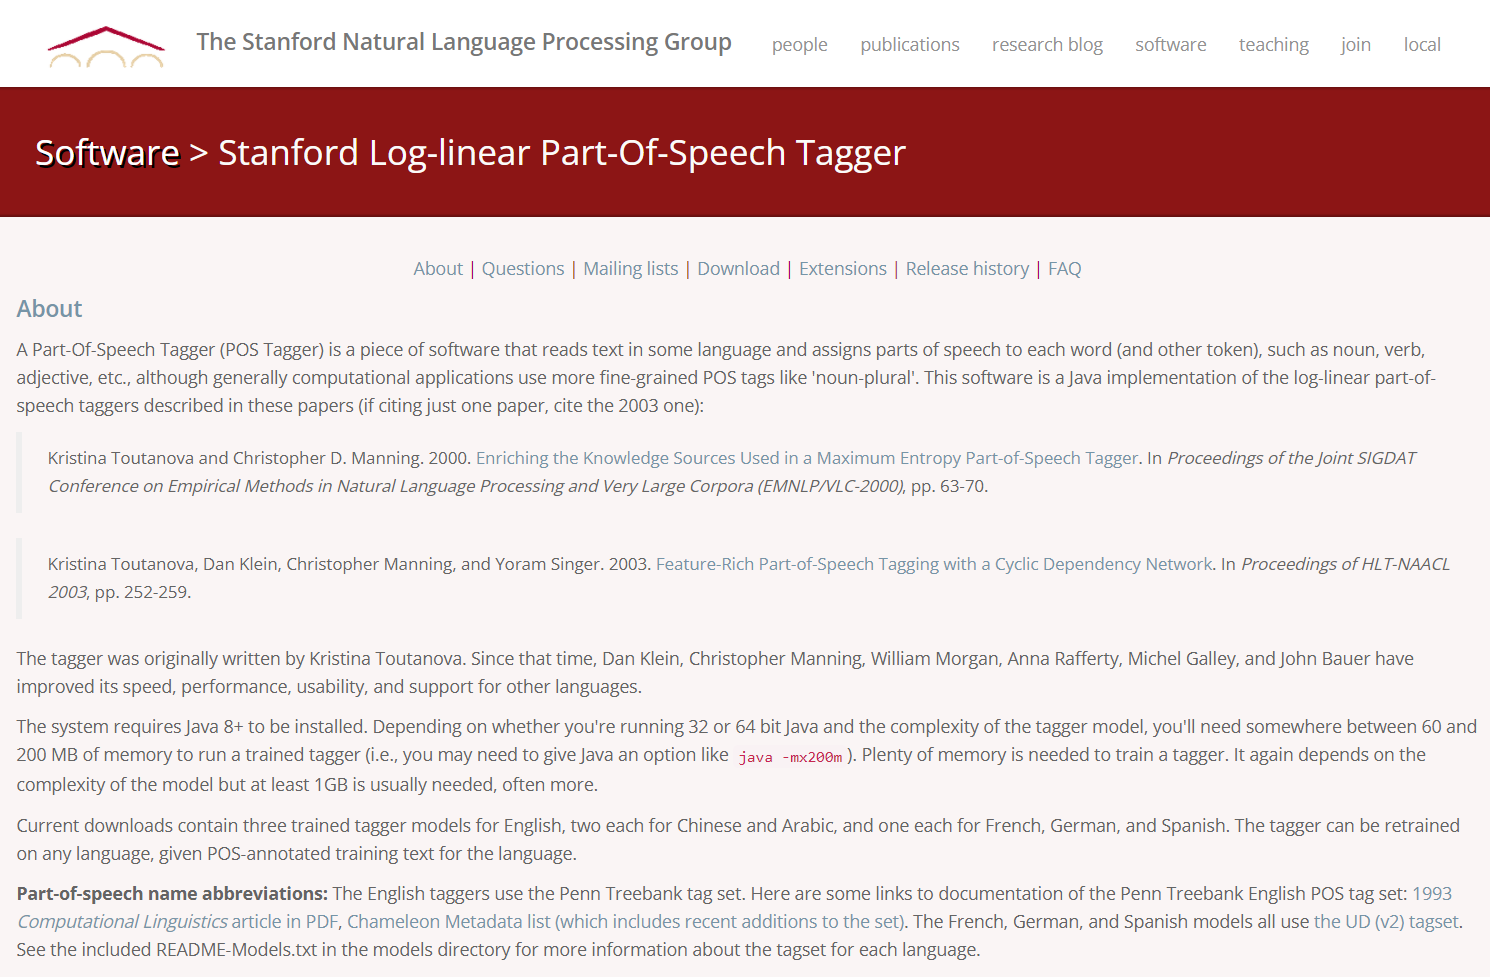 The Stanford Natural Language Processing Group
people publications research blog software teaching join local
Software > Stanford Log-linear Part-Of-Speech Tagger
About | Questions | Mailing lists | Download | Extensions | Release history | FAQ
About
A Part-Of-Speech Tagger (POS Tagger) is a piece of software that reads text in some language and assigns parts of speech to each word (and other token), such as noun, verb,
adjective, etc., although generally computational applications use more fine-grained POS tags like 'noun-plural'. This software is a Java implementation of the log-linear part-of-
speech taggers described in these papers (if citing just one paper, cite the 2003 one):
Kristina Toutanova and Christopher D. Manning. 2000. Enriching the Knowledge Sources Used in a Maximum Entropy Part-of-Speech Tagger. In Proceedings of the Joint SIGDAT
Conference on Empirical Methods in Natural Language Processing and Very Large Corpora (EMNLP/VLC-2000), pp. 63-70.
Kristina Toutanova, Dan Klein, Christopher Manning, and Yoram Singer. 2003. Feature-Rich Part-of-Speech Tagging with a Cyclic Dependency Network. In Proceedings of HLT-NAACL
2003, pp. 252-259.
The tagger was originally written by Kristina Toutanova. Since that time, Dan Klein, Christopher Manning, William Morgan, Anna Rafferty, Michel Galley, and John Bauer have
improved its speed, performance, usability, and support for other languages.
The system requires Java 8+ to be installed. Depending on whether you're running 32 or 64 bit Java and the complexity of the tagger model, you'll need somewhere between 60 and
200 MB of memory to run a trained tagger (i.e., you may need to give Java an option like java -mx200m). Plenty of memory is needed to train a tagger. It again depends on the
complexity of the model but at least 1GB is usually needed, often more.
Current downloads contain three trained tagger models for English, two each for Chinese and Arabic, and one each for French, German, and Spanish. The tagger can be retrained
on any language, given POS-annotated training text for the language.
Part-of-speech name abbreviations: The English taggers use the Penn Treebank tag set. Here are some links to documentation of the Penn Treebank English POS tag set: 1993
Computational Linguistics article in PDF, Chameleon Metadata list (which includes recent additions to the set). The French, German, and Spanish models all use the UD (v2) tagset.
See the included README-Models.txt in the models directory for more information about the tagset for each language.